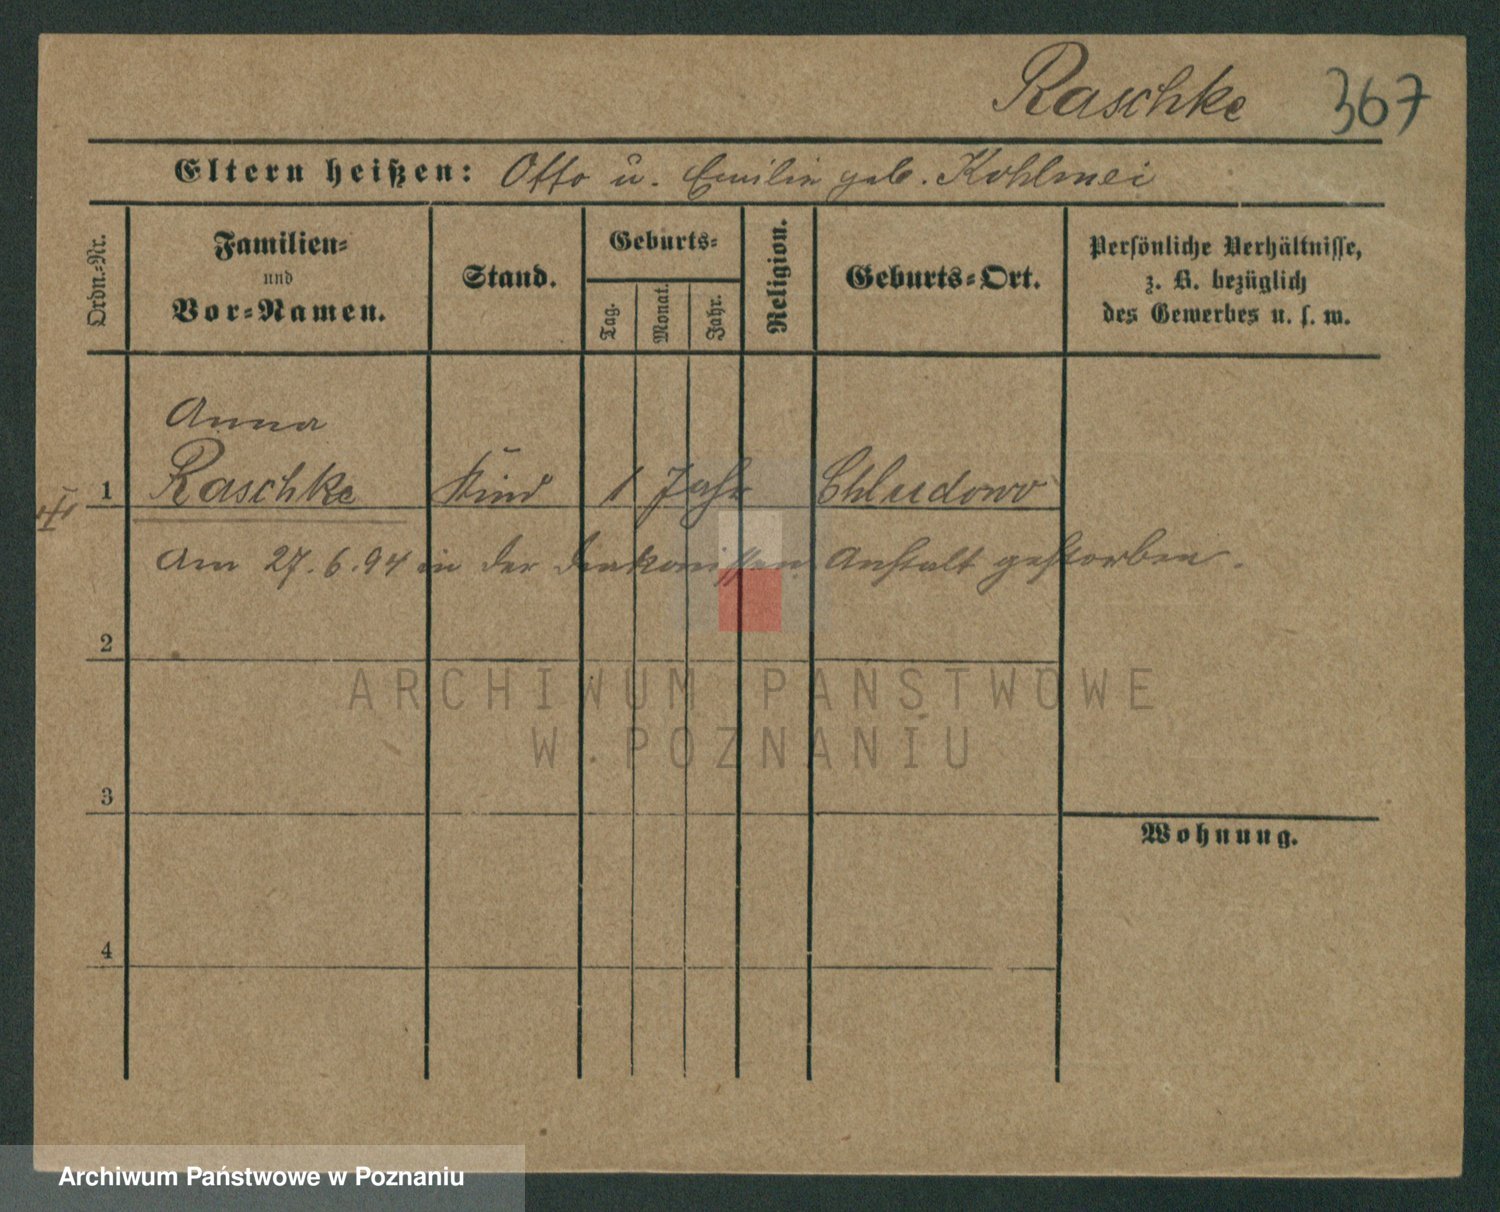 Raschke 367
Eltern heißen: Otto u. Emilie geb. Kohlmei
Ordn.=Nr.
Familien=
und
Vor=Namen.
Stand.
Geburts=
Tag.
Monat.
Jahr.
Religion.
Geburts=Ort.
Persönliche Verhältnisse,
z. B. bezüglich
des Gewerbes u. s. w.
Anna
1 Raschke Kind 1 Jahr Chludowo
Am 27.6.94 in der Diakonissen Anstalt gestorben.
2
ARCHIWUM PAŃSTWOWE
W POZNANIU
3
Wohnung.
4
Archiwum Państwowe w Poznaniu